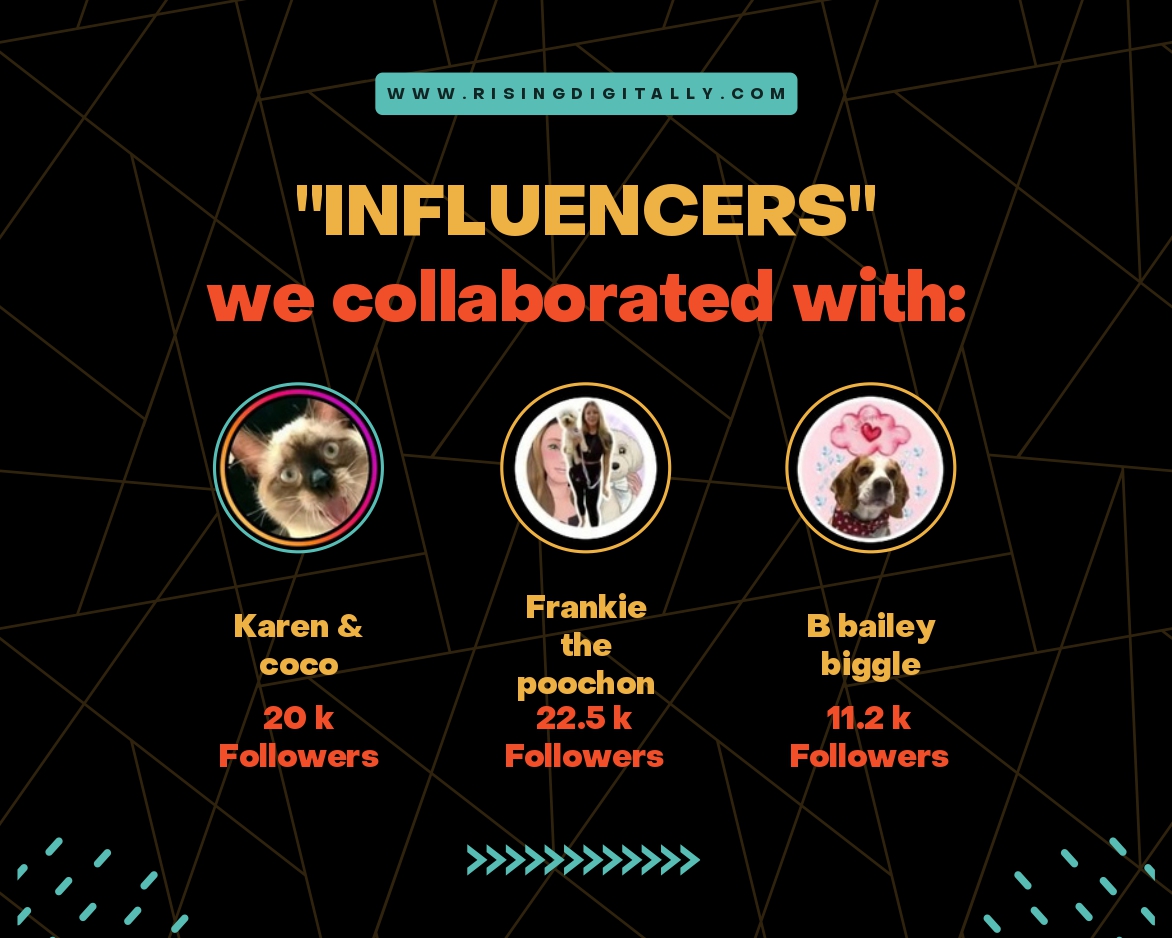 WWW.RISINGDIGITALLY.COM
"INFLUENCERS"
we collaborated with:
Karen &
coco
20 k
Followers
Frankie
the
poochon
22.5 k
Followers
B bailey
biggle
11.2 k
Followers